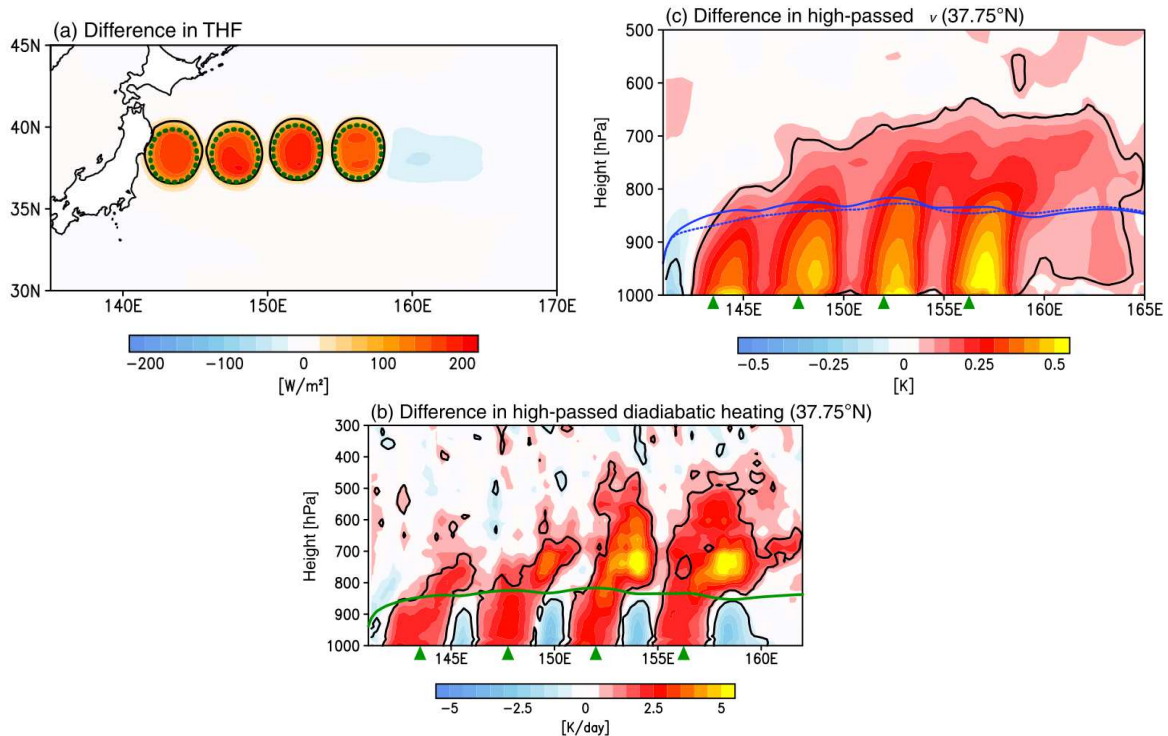 (a) Difference in THF
45N
40N
35N
30N
140E 150E 160E 170E
−200 −100 0 100 200
[W/m²]
(c) Difference in high-passed v (37.75°N)
Height [hPa]
500
600
700
800
900
1000
145E 150E 155E 160E 165E
−0.5 −0.25 0 0.25 0.5
[K]
(b) Difference in high-passed diadiabatic heating (37.75°N)
Height [hPa]
300
400
500
600
700
800
900
1000
145E 150E 155E 160E
−5 −2.5 0 2.5 5
[K/day]